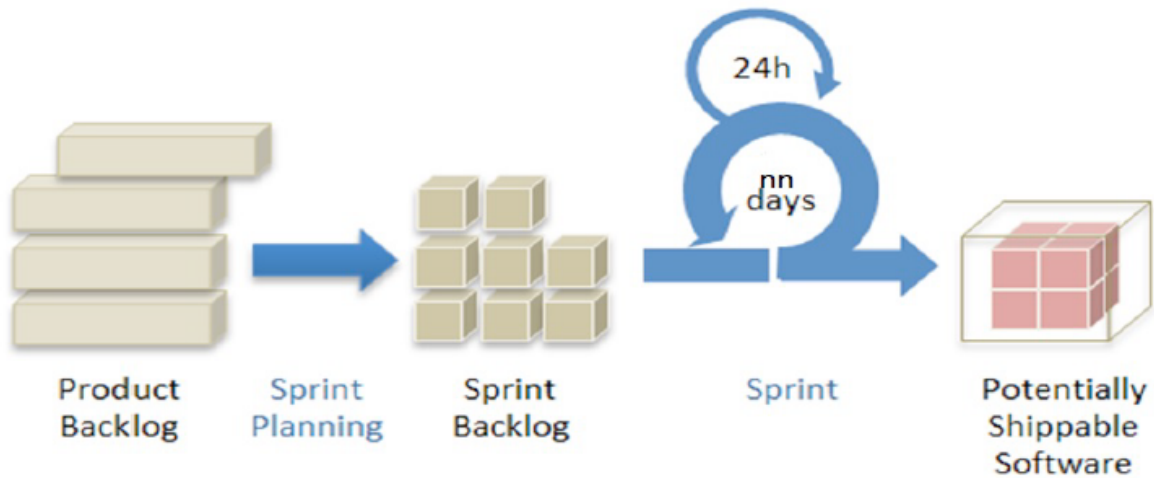 24h
nn
days
Product
Backlog
Sprint
Planning
Sprint
Backlog
Sprint
Potentially
Shippable
Software